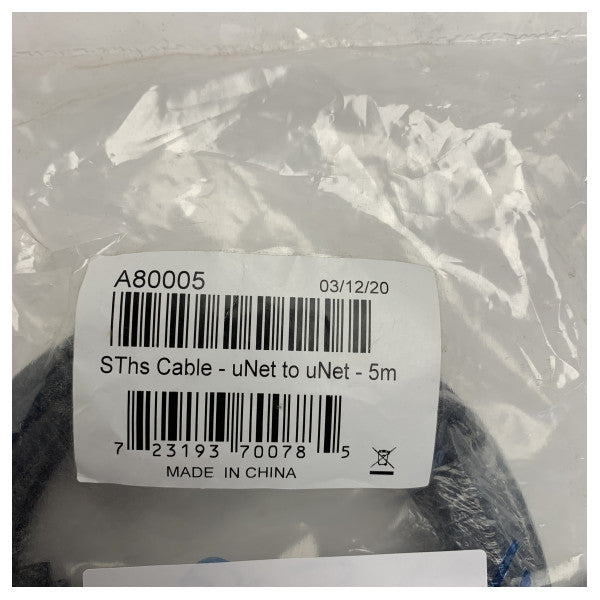 A80005 03/12/20
SThs Cable - uNet to uNet - 5m
7 23193 70078 5
MADE IN CHINA